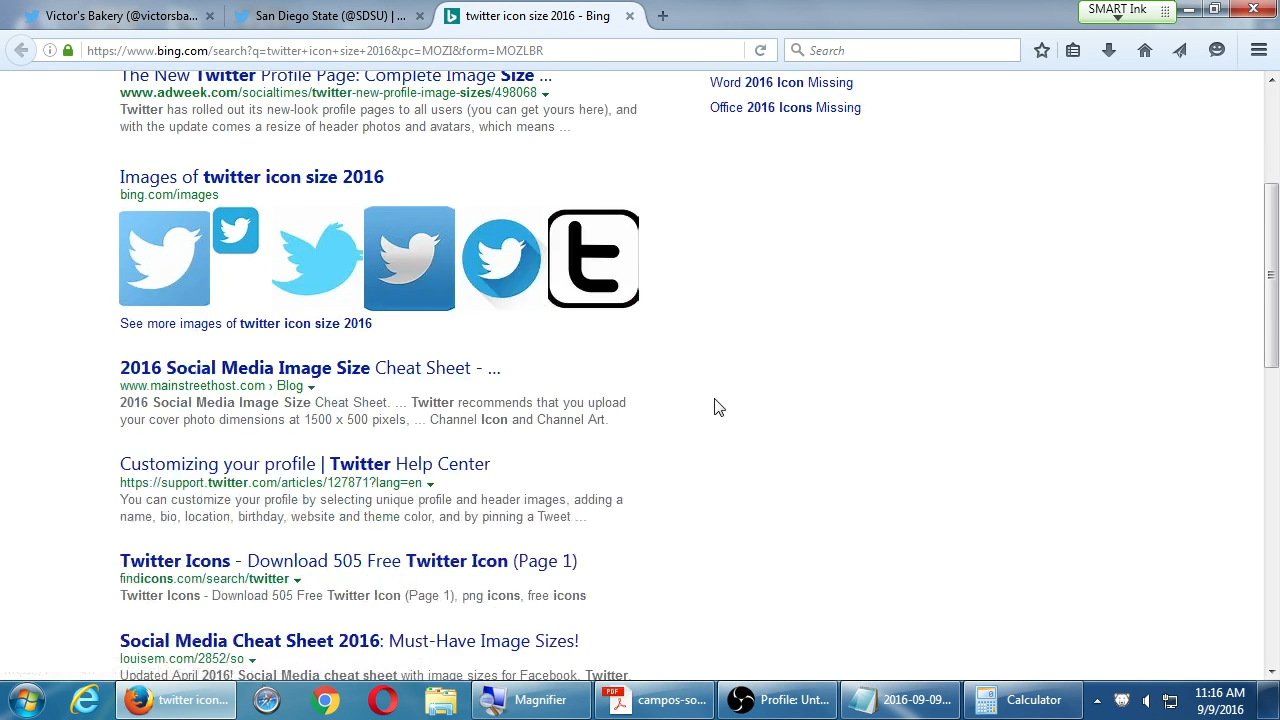 Victor's Bakery (@victorsba...
San Diego State (@SDSU) | ...
twitter icon size 2016 - Bing
SMART Ink
https://www.bing.com/search?q=twitter+icon+size+2016&pc=MOZI&form=MOZLBR
Search
The New Twitter Profile Page: Complete Image Size ...
www.adweek.com/socialtimes/twitter-new-profile-image-sizes/498068
Twitter has rolled out its new-look profile pages to all users (you can get yours here), and
with the update comes a resize of header photos and avatars, which means ...
Word 2016 Icon Missing
Office 2016 Icons Missing
Images of twitter icon size 2016
bing.com/images
t
See more images of twitter icon size 2016
2016 Social Media Image Size Cheat Sheet - ...
www.mainstreethost.com › Blog
2016 Social Media Image Size Cheat Sheet. ... Twitter recommends that you upload
your cover photo dimensions at 1500 x 500 pixels, ... Channel Icon and Channel Art.
Customizing your profile | Twitter Help Center
https://support.twitter.com/articles/127871?lang=en
You can customize your profile by selecting unique profile and header images, adding a
name, bio, location, birthday, website and theme color, and by pinning a Tweet ...
Twitter Icons - Download 505 Free Twitter Icon (Page 1)
findicons.com/search/twitter
Twitter Icons - Download 505 Free Twitter Icon (Page 1), png icons, free icons
Social Media Cheat Sheet 2016: Must-Have Image Sizes!
louisem.com/2852/so
Updated April 2016! Social Media cheat sheet with image sizes for Facebook, Twitter,
twitter icon...
Magnifier
PDF
campos-so...
Profile: Unt...
2016-09-09...
Calculator
11:16 AM
9/9/2016